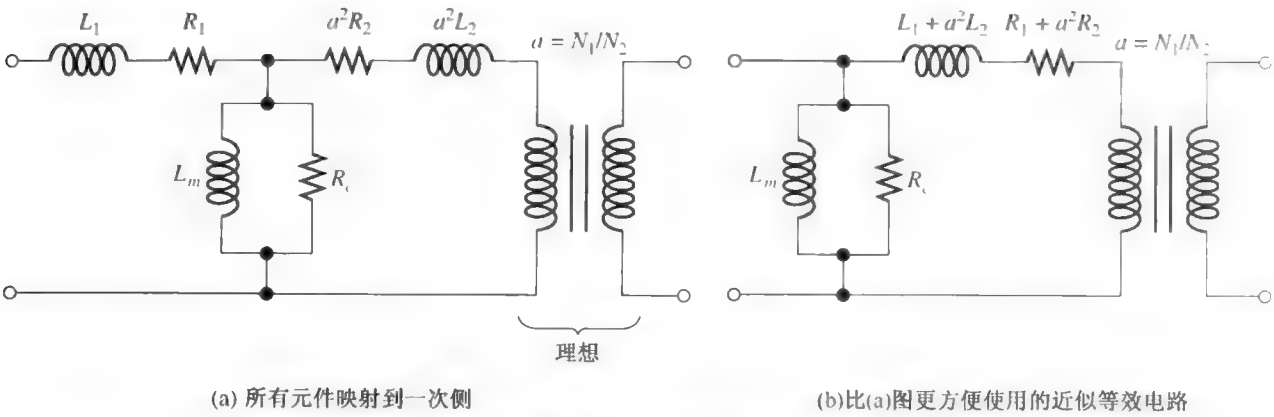 L₁ R₁ a²R₂ a²L₂
a = N₁/N₂
Lₘ
理想
(a) 所有元件映射到一次侧
L₁ + a²L₂ R₁ + a²R₂
a = N₁/N₂
Lₘ
(b)比(a)图更方便使用的近似等效电路